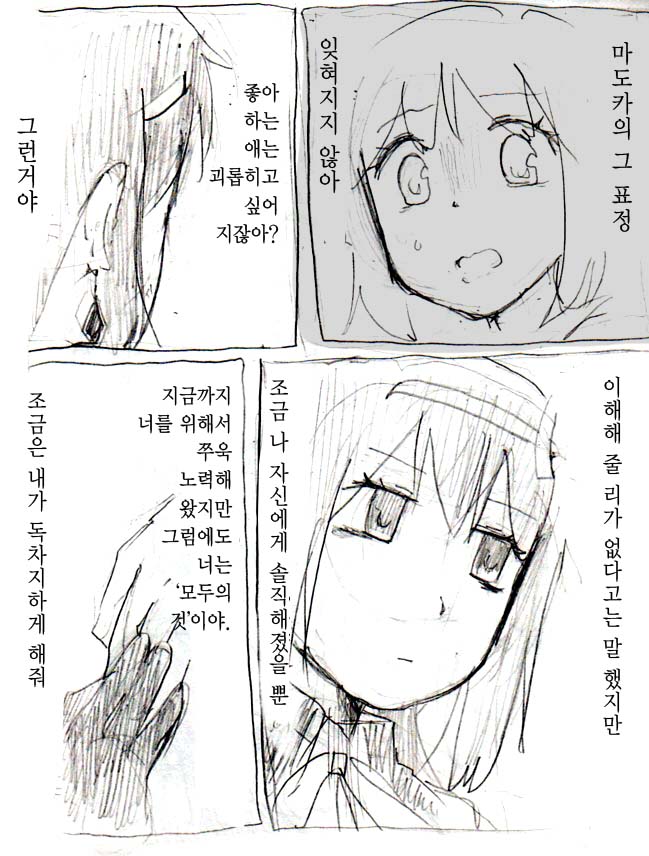 마도카의 그 표정
잊혀지지 않아
좋아
하는
애는
괴롭히고
싶어
지잖아?
그런거야
이해해 줄 리가 없다고는 말 했지만
조금 나 자신에게 솔직해졌을 뿐
지금까지
너를 위해서
쭈욱
노력해
왔지만
그럼에도
너는
‘모두의
것’이야.
조금은 내가 독차지하게 해줘